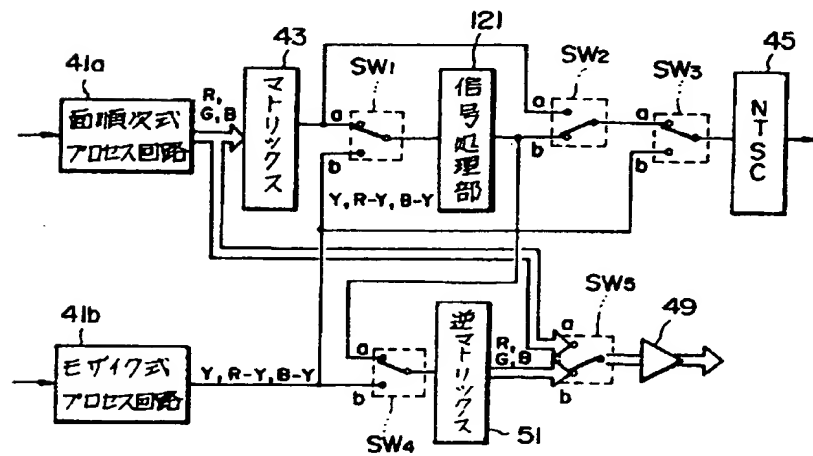 41a
面順次式
プロセス回路
R,
G,B
43
マトリックス
a
b
SW1
Y,R-Y,B-Y
121
信号処理部
SW2
a
b
SW3
a
b
45
NTSC
41b
モザイク式
プロセス回路
Y,R-Y,B-Y
a
b
SW4
逆マトリックス
51
R,
G,B
SW5
a
b
49